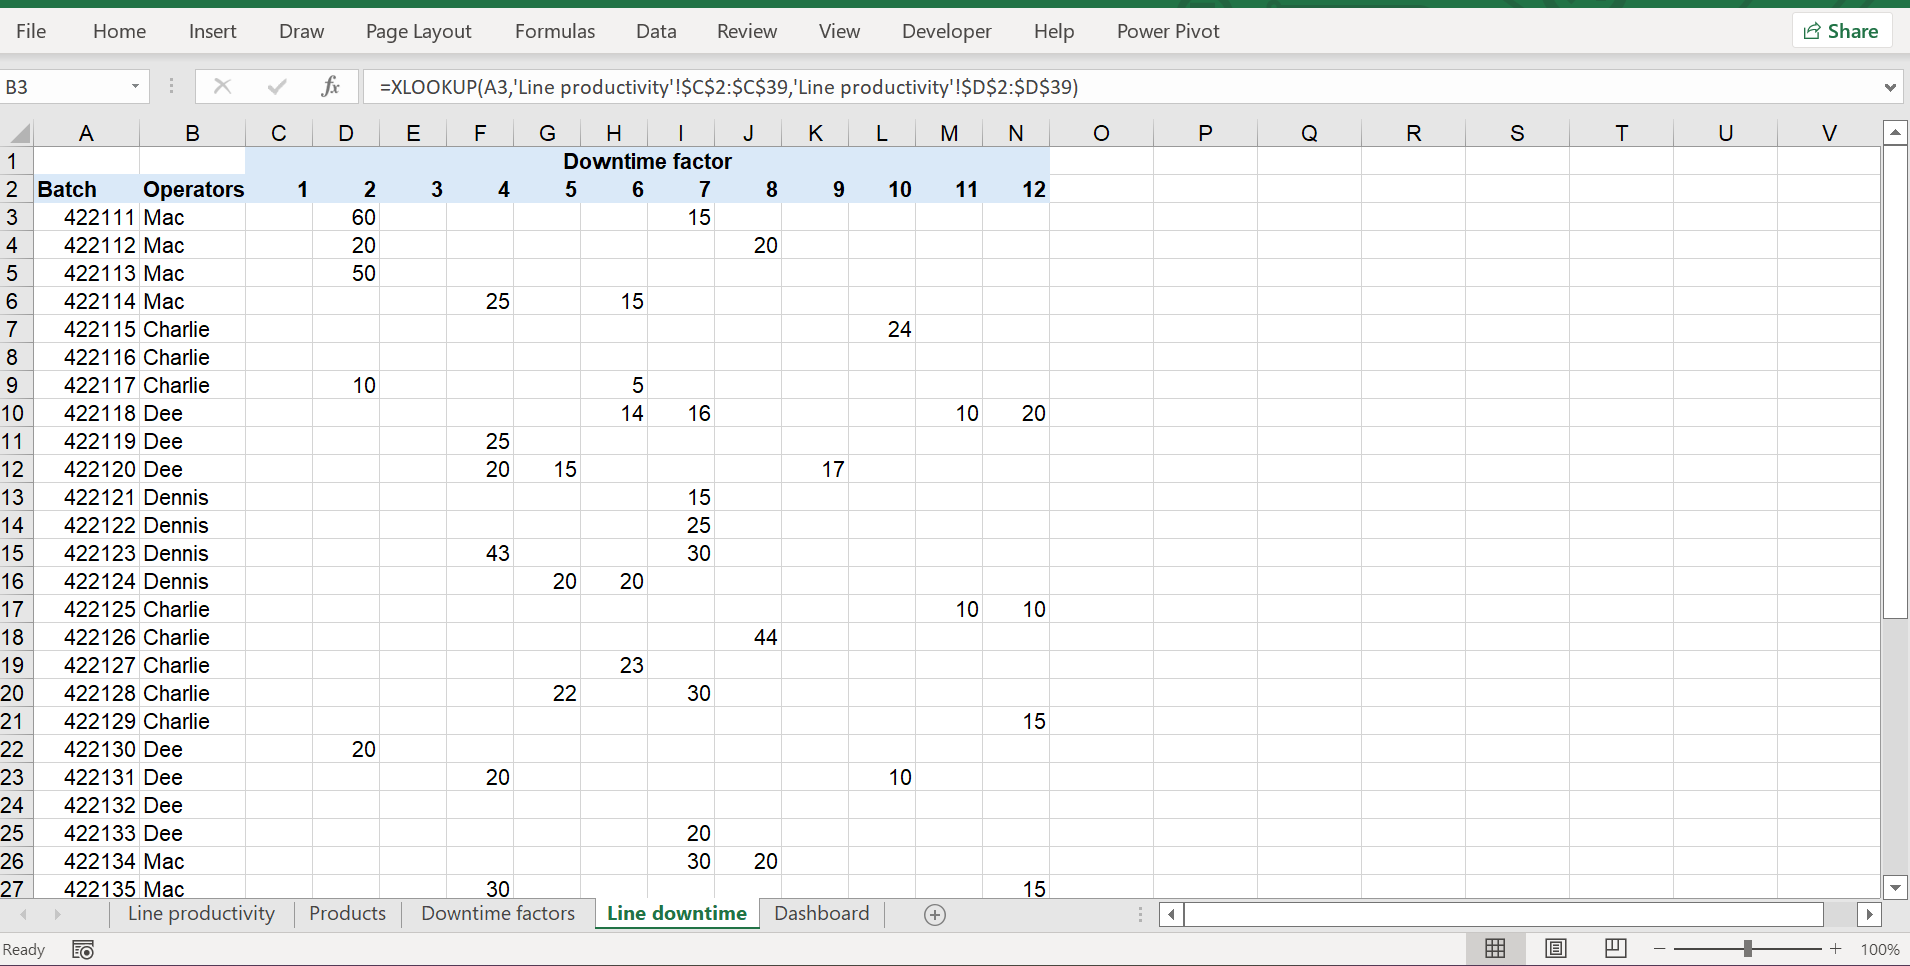 File Home Insert Draw Page Layout Formulas Data Review View Developer Help Power Pivot Share
B3 fx =XLOOKUP(A3,'Line productivity'!$C$2:$C$39,'Line productivity'!$D$2:$D$39)
A B C D E F G H I J K L M N O P Q R S T U V
1 Downtime factor
2 Batch Operators 1 2 3 4 5 6 7 8 9 10 11 12
3 422111 Mac 60 15
4 422112 Mac 20 20
5 422113 Mac 50
6 422114 Mac 25 15
7 422115 Charlie 24
8 422116 Charlie
9 422117 Charlie 10 5
10 422118 Dee 14 16 10 20
11 422119 Dee 25
12 422120 Dee 20 15 17
13 422121 Dennis 15
14 422122 Dennis 25
15 422123 Dennis 43 30
16 422124 Dennis 20 20
17 422125 Charlie 10 10
18 422126 Charlie 44
19 422127 Charlie 23
20 422128 Charlie 22 30
21 422129 Charlie 15
22 422130 Dee 20
23 422131 Dee 20 10
24 422132 Dee
25 422133 Dee 20
26 422134 Mac 30 20
27 422135 Mac 30 15
Line productivity Products Downtime factors Line downtime Dashboard
Ready 100%